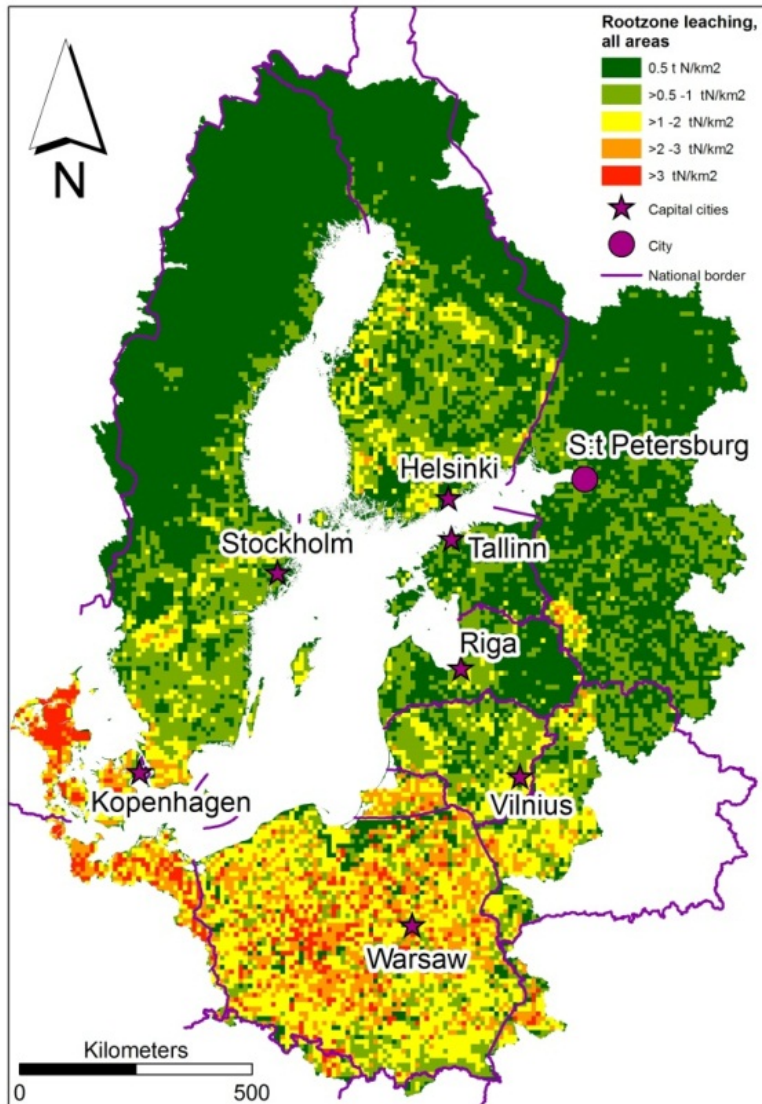 Rootzone leaching,
all areas
0.5 t N/km2
>0.5 -1 tN/km2
>1 -2 tN/km2
>2 -3 tN/km2
>3 tN/km2
Capital cities
City
National border
N
S:t Petersburg
Helsinki
Stockholm
Tallinn
Riga
Kopenhagen
Vilnius
Warsaw
Kilometers
0 500